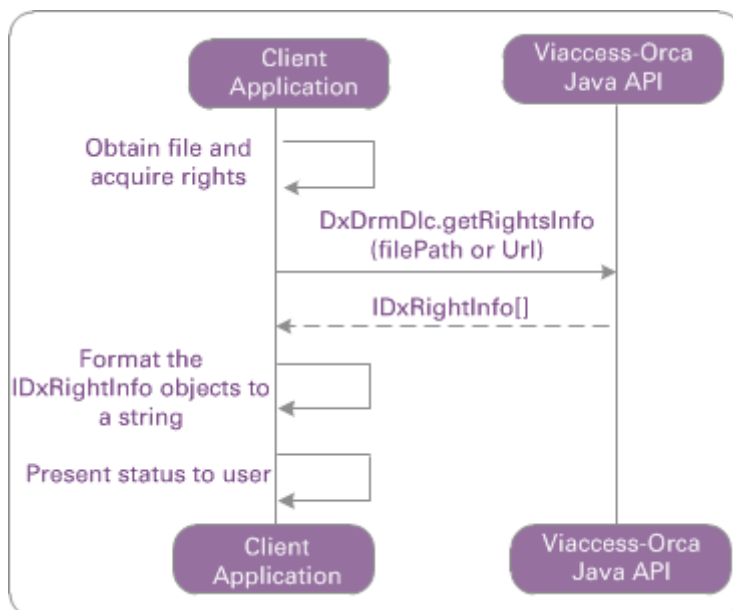 Client
Application
Viaccess-Orca
Java API
Obtain file and
acquire rights
DxDrmDlc.getRightsInfo
(filePath or Url)
IDxRightInfo[]
Format the
IDxRightInfo objects to
a string
Present status to user
Client
Application
Viaccess-Orca
Java API